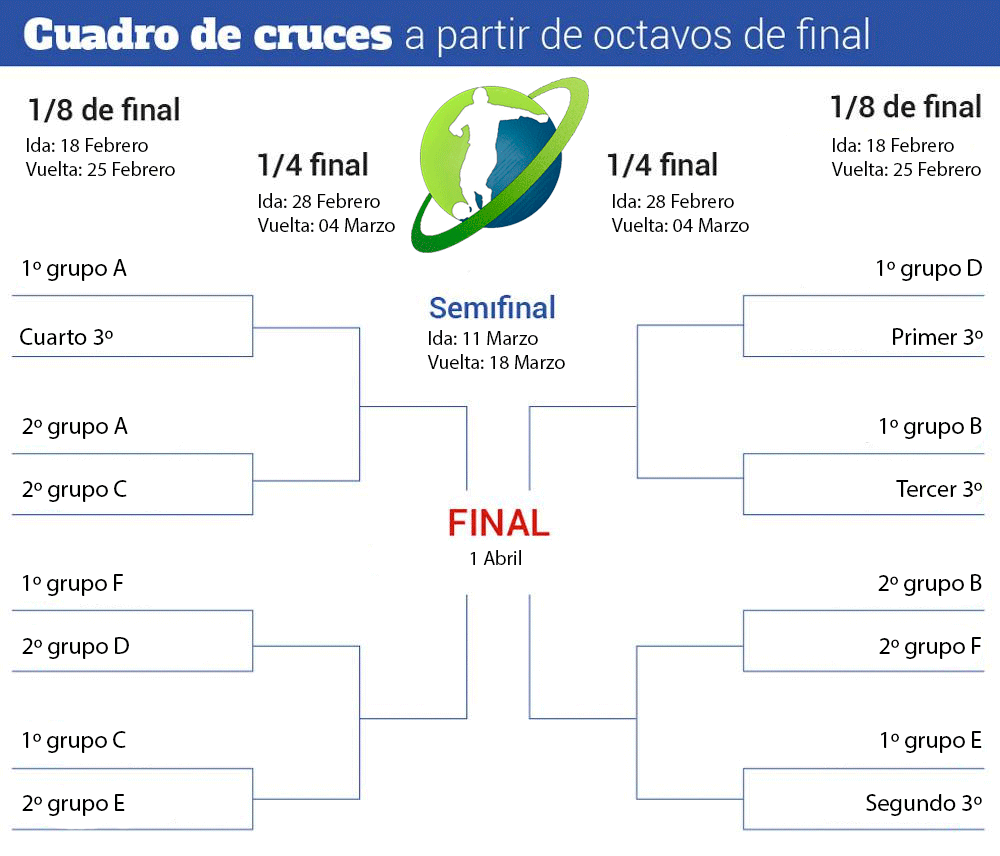 Cuadro de cruces a partir de octavos de final
1/8 de final
Ida: 18 Febrero
Vuelta: 25 Febrero
1/4 final
Ida: 28 Febrero
Vuelta: 04 Marzo
1/4 final
Ida: 28 Febrero
Vuelta: 04 Marzo
1/8 de final
Ida: 18 Febrero
Vuelta: 25 Febrero
Semifinal
Ida: 11 Marzo
Vuelta: 18 Marzo
1º grupo A
Cuarto 3º
2º grupo A
2º grupo C
1º grupo F
2º grupo D
1º grupo C
2º grupo E
FINAL
1 Abril
1º grupo D
Primer 3º
1º grupo B
Tercer 3º
2º grupo B
2º grupo F
1º grupo E
Segundo 3º